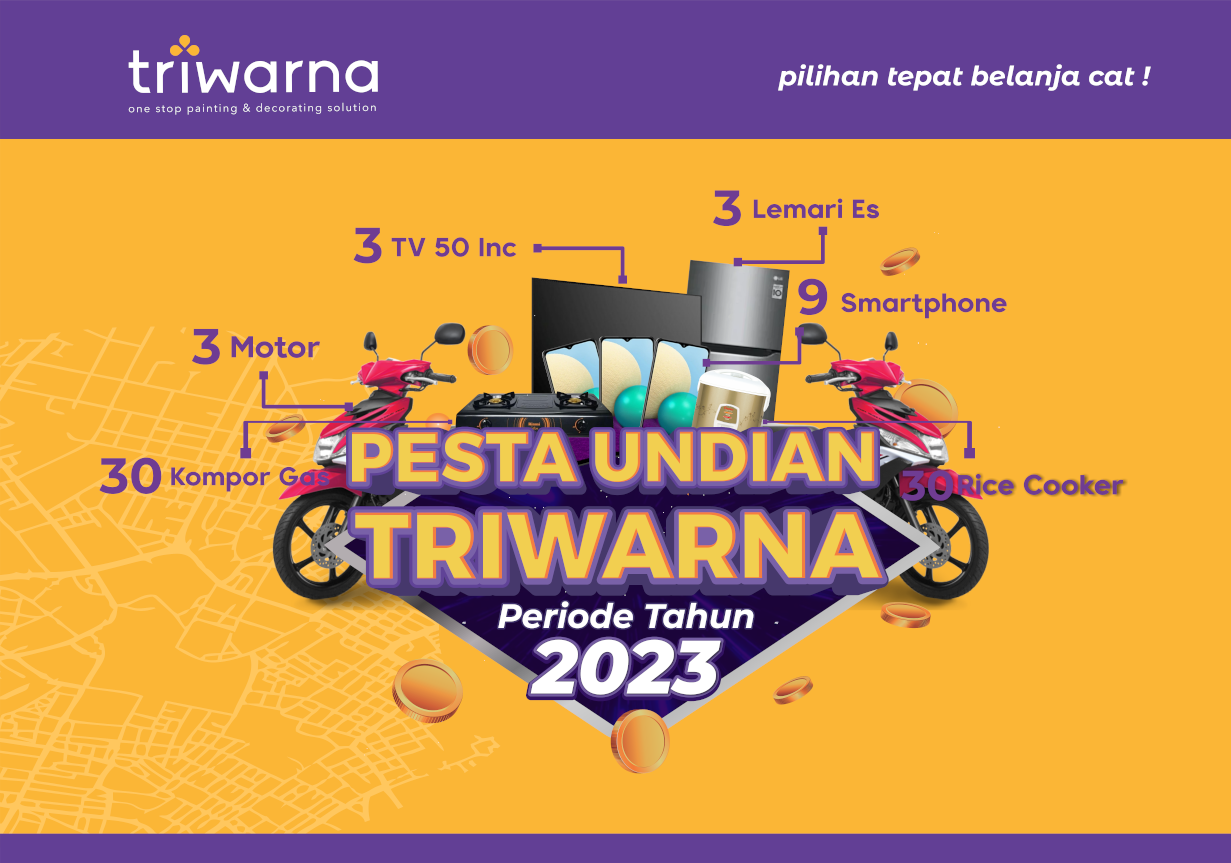 triwarna
one stop painting & decorating solution
pilihan tepat belanja cat !
3 Lemari Es
3 TV 50 Inc
9 Smartphone
3 Motor
30 Kompor Gas
30 Rice Cooker
PESTA UNDIAN
TRIWARNA
Periode Tahun
2023
LG